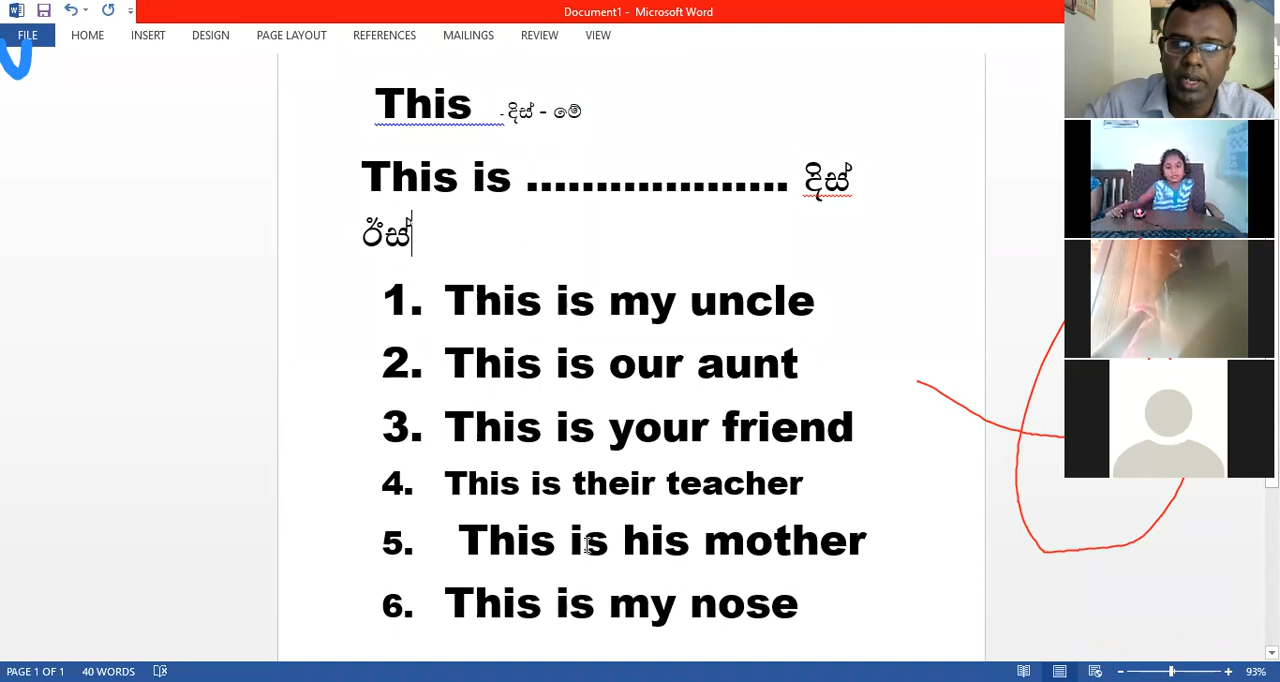 Document1 - Microsoft Word
FILE HOME INSERT DESIGN PAGE LAYOUT REFERENCES MAILINGS REVIEW VIEW
This - දිස් - මේ
This is ................... දිස්
ඊස්
1. This is my uncle
2. This is our aunt
3. This is your friend
4. This is their teacher
5. This is his mother
6. This is my nose
PAGE 1 OF 1 40 WORDS 93%